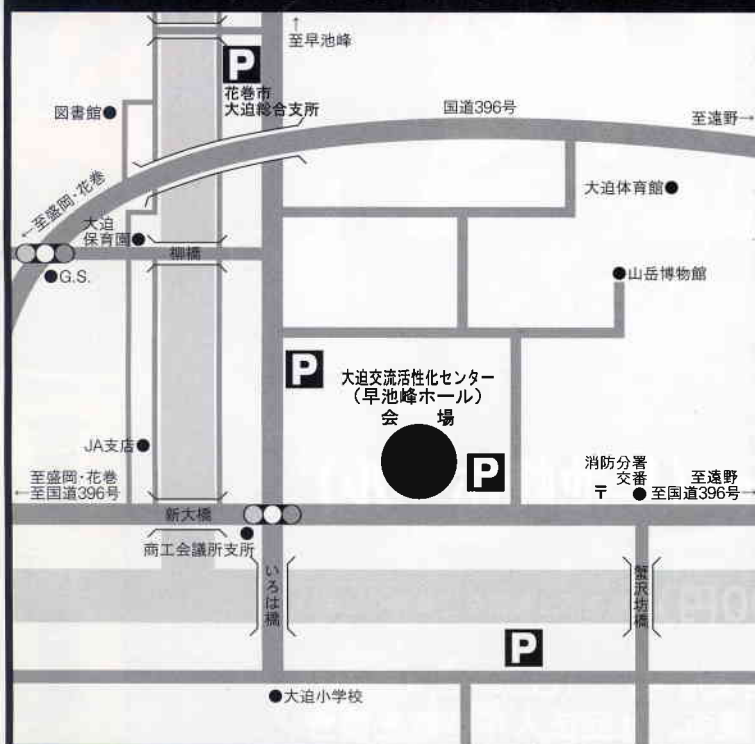 ↑
至早池峰
P
花巻市
大迫総合支所
図書館
国道396号
至遠野→
←至盛岡・花巻
大迫
保育園
大迫体育館
柳橋
G.S.
山岳博物館
P
大迫交流活性化センター
(早池峰ホール)
会 場
P
JA支店
消防分署
交番
〒
至盛岡・花巻
←至国道396号
至遠野
至国道396号→
新大橋
商工会議所支所
いろは橋
蟹沢坊橋
P
大迫小学校